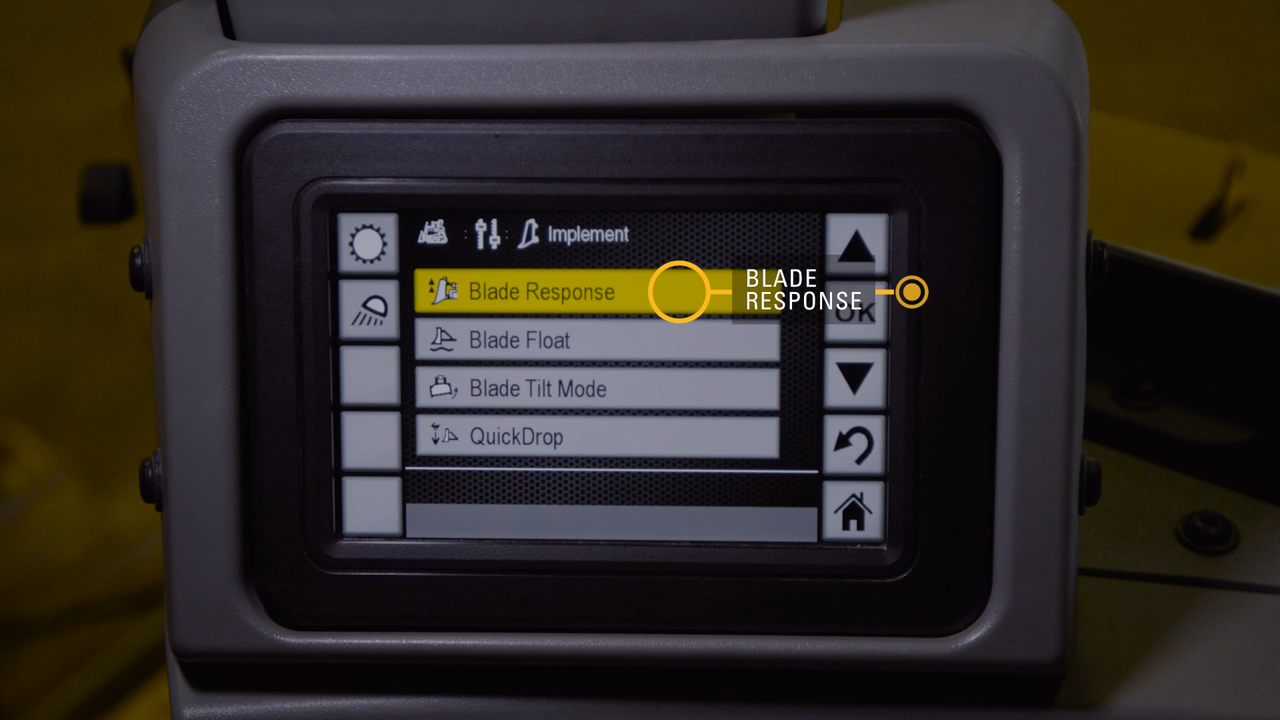 Implement
Blade Response
BLADE
RESPONSE
OK
Blade Float
Blade Tilt Mode
QuickDrop